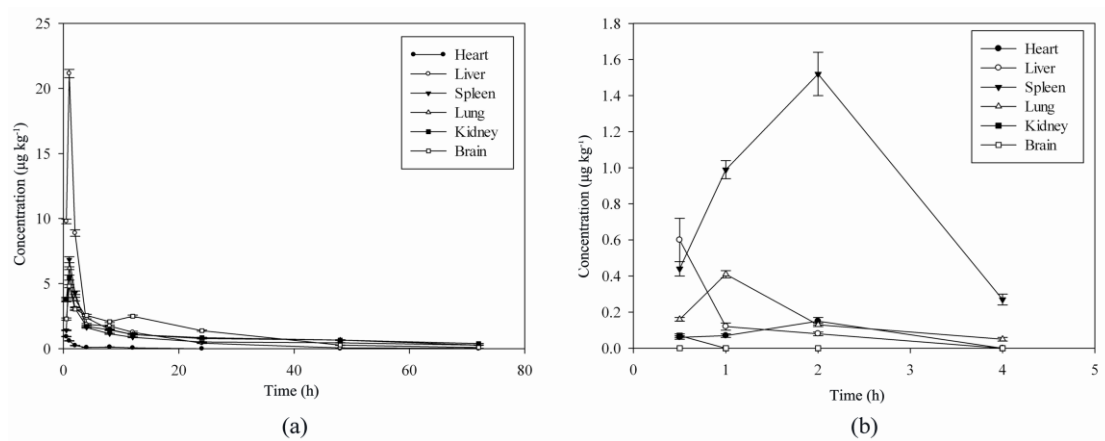 25
20
15
10
5
0
Concentration (µg kg-1)
0 20 40 60 80
Time (h)
Heart
Liver
Spleen
Lung
Kidney
Brain
(a)
1.8
1.6
1.4
1.2
1.0
0.8
0.6
0.4
0.2
0.0
Concentration (µg kg-1)
0 1 2 3 4 5
Time (h)
Heart
Liver
Spleen
Lung
Kidney
Brain
(b)